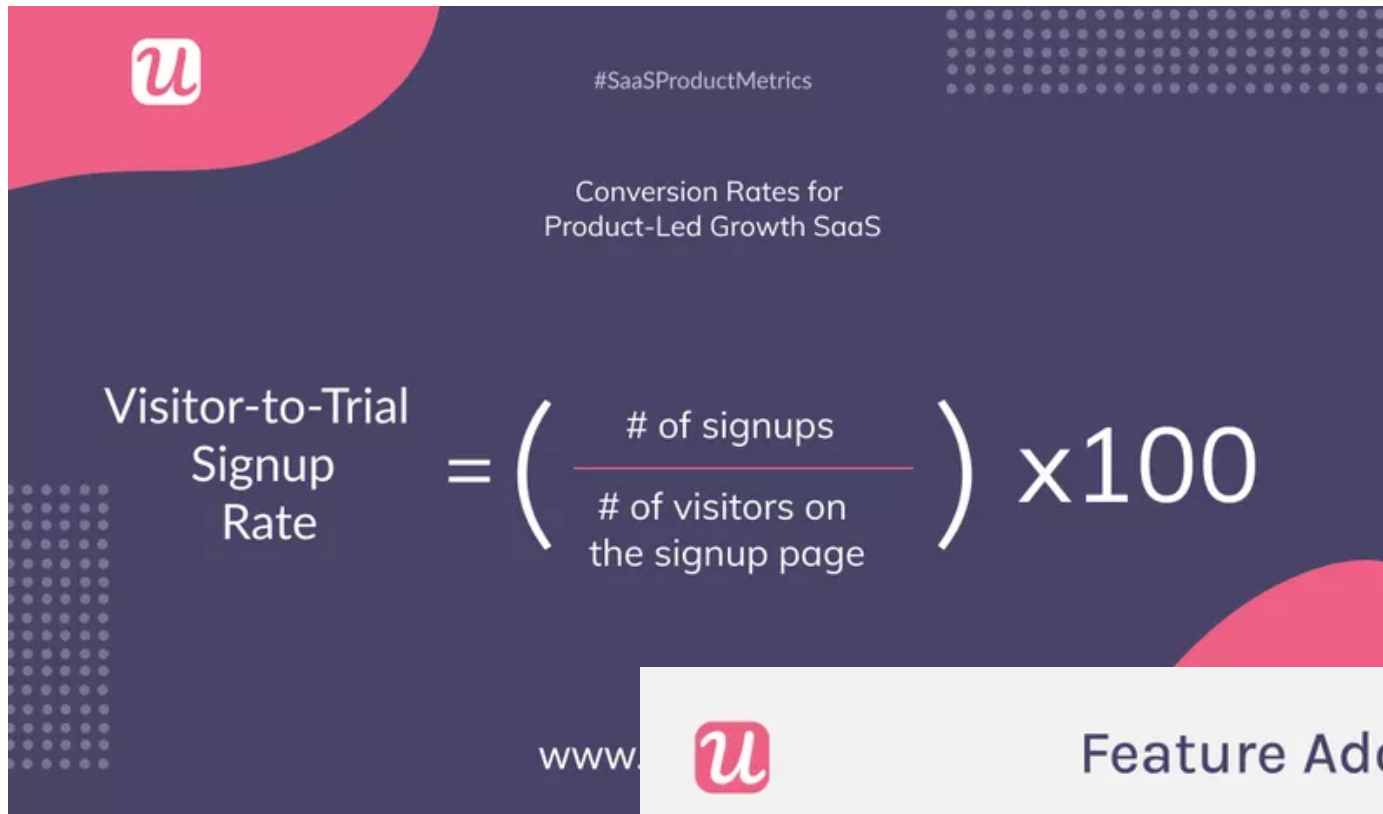 u
#SaaSProductMetrics
Conversion Rates for
Product-Led Growth SaaS
Visitor-to-Trial
Signup
Rate
=
(
# of signups
# of visitors on
the signup page
)
x100
www.
u
Feature